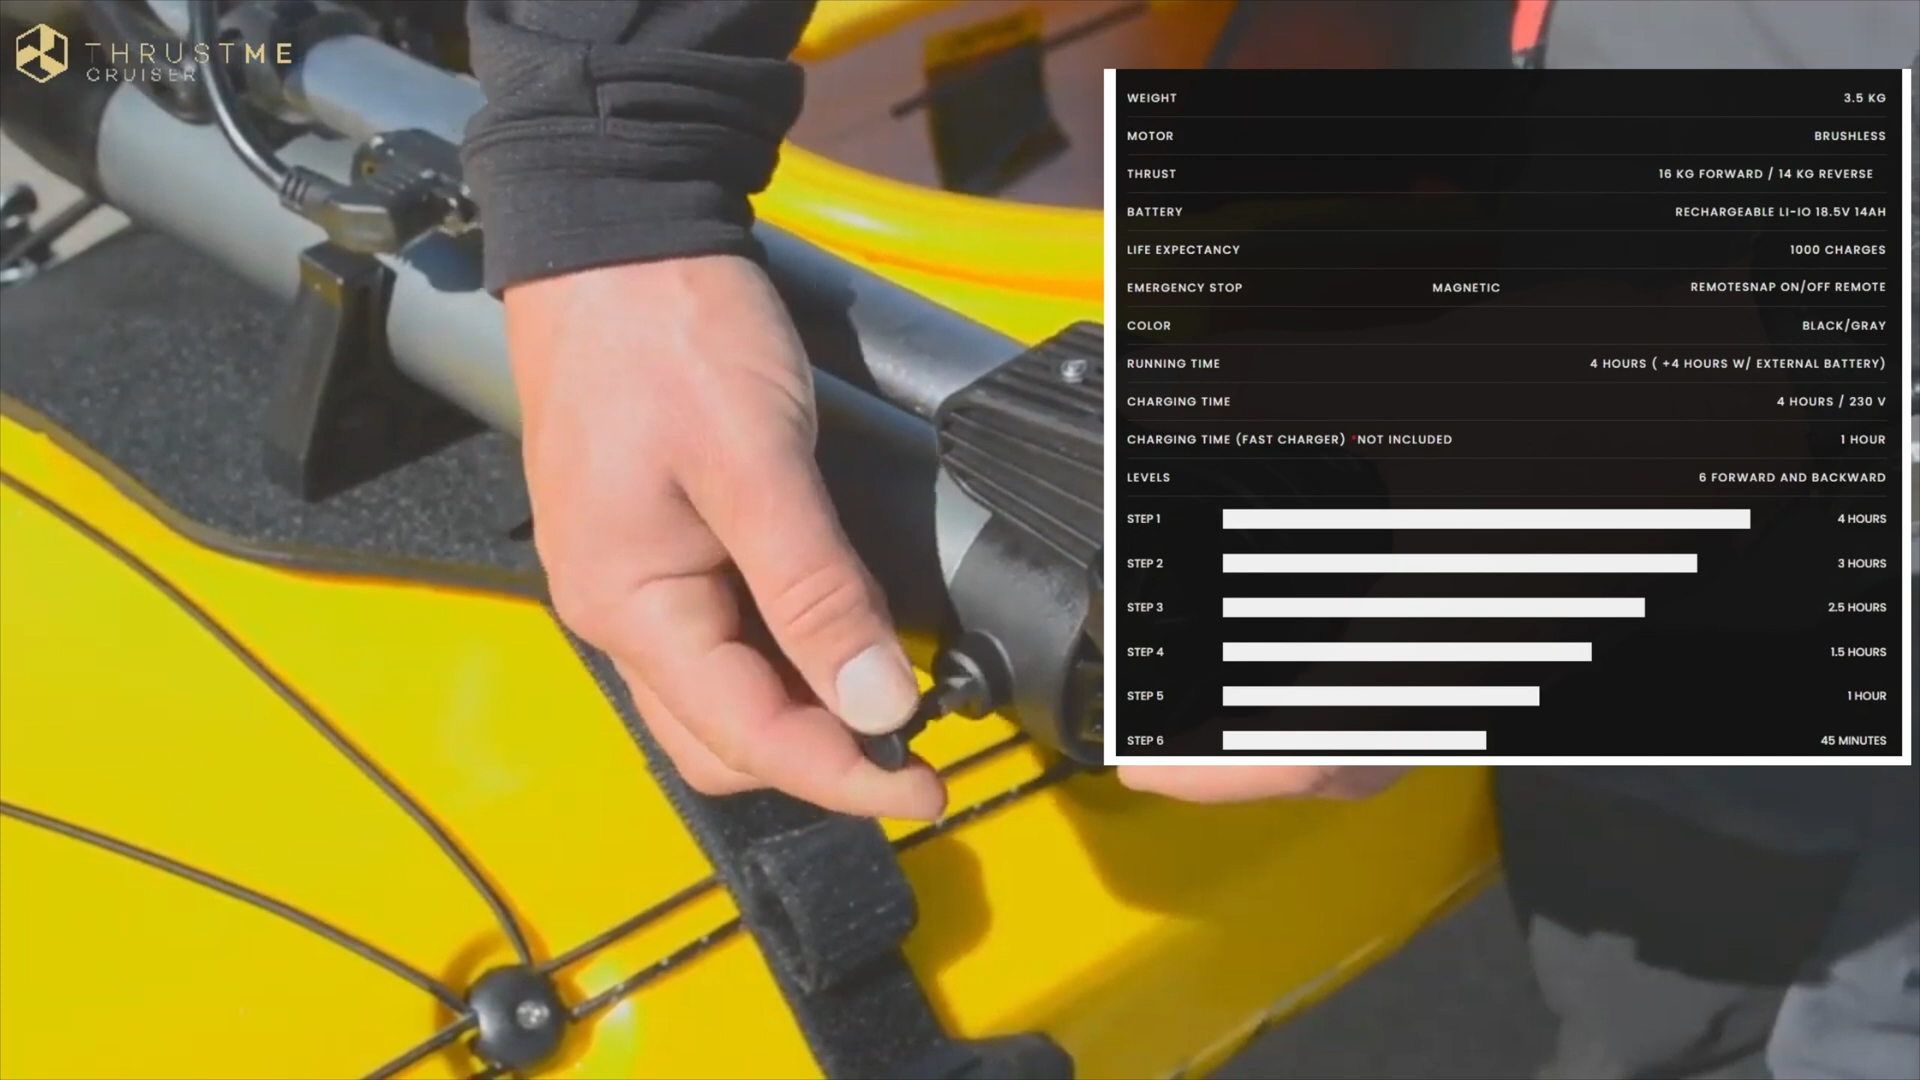 THRUSTME
CRUISER
WEIGHT 3.5 KG
MOTOR BRUSHLESS
THRUST 16 KG FORWARD / 14 KG REVERSE
BATTERY RECHARGEABLE LI-IO 18.5V 14AH
LIFE EXPECTANCY 1000 CHARGES
EMERGENCY STOP MAGNETIC REMOTESNAP ON/OFF REMOTE
COLOR BLACK/GRAY
RUNNING TIME 4 HOURS ( +4 HOURS W/ EXTERNAL BATTERY)
CHARGING TIME 4 HOURS / 230 V
CHARGING TIME (FAST CHARGER) *NOT INCLUDED 1 HOUR
LEVELS 6 FORWARD AND BACKWARD
STEP 1 4 HOURS
STEP 2 3 HOURS
STEP 3 2.5 HOURS
STEP 4 1.5 HOURS
STEP 5 1 HOUR
STEP 6 45 MINUTES